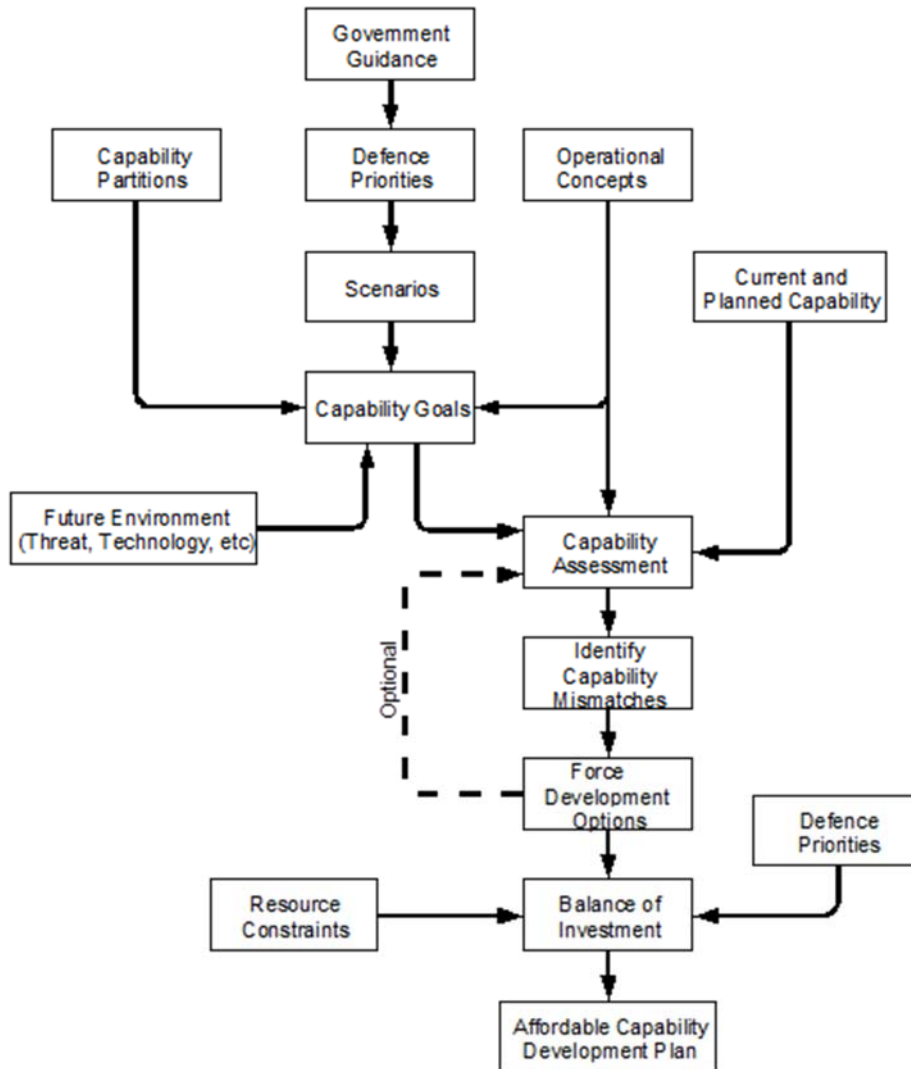 Government
Guidance
Capability
Partitions
Defence
Priorities
Operational
Concepts
Scenarios
Current and
Planned Capability
Capability Goals
Future Environment
(Threat, Technology, etc)
Capability
Assessment
Optional
Identify
Capability
Mismatches
Force
Development
Options
Defence
Priorities
Resource
Constraints
Balance of
Investment
Affordable Capability
Development Plan